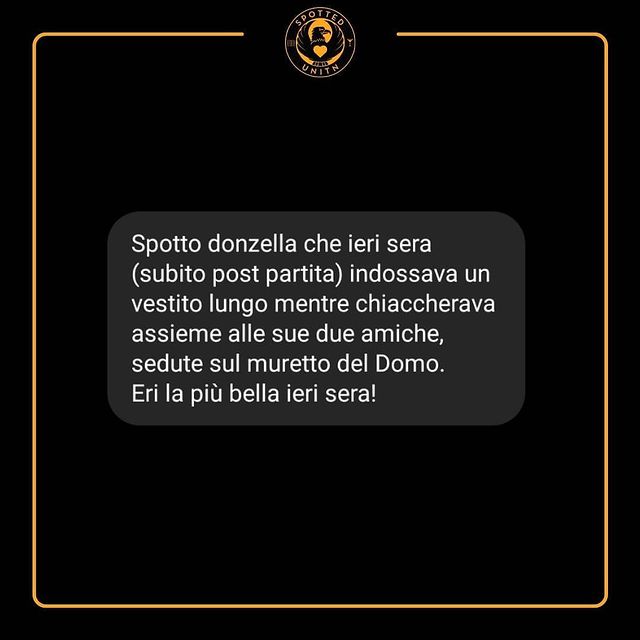 SPOTTED
UNITN
Spotto donzella che ieri sera
(subito post partita) indossava un
vestito lungo mentre chiaccherava
assieme alle sue due amiche,
sedute sul muretto del Domo.
Eri la più bella ieri sera!